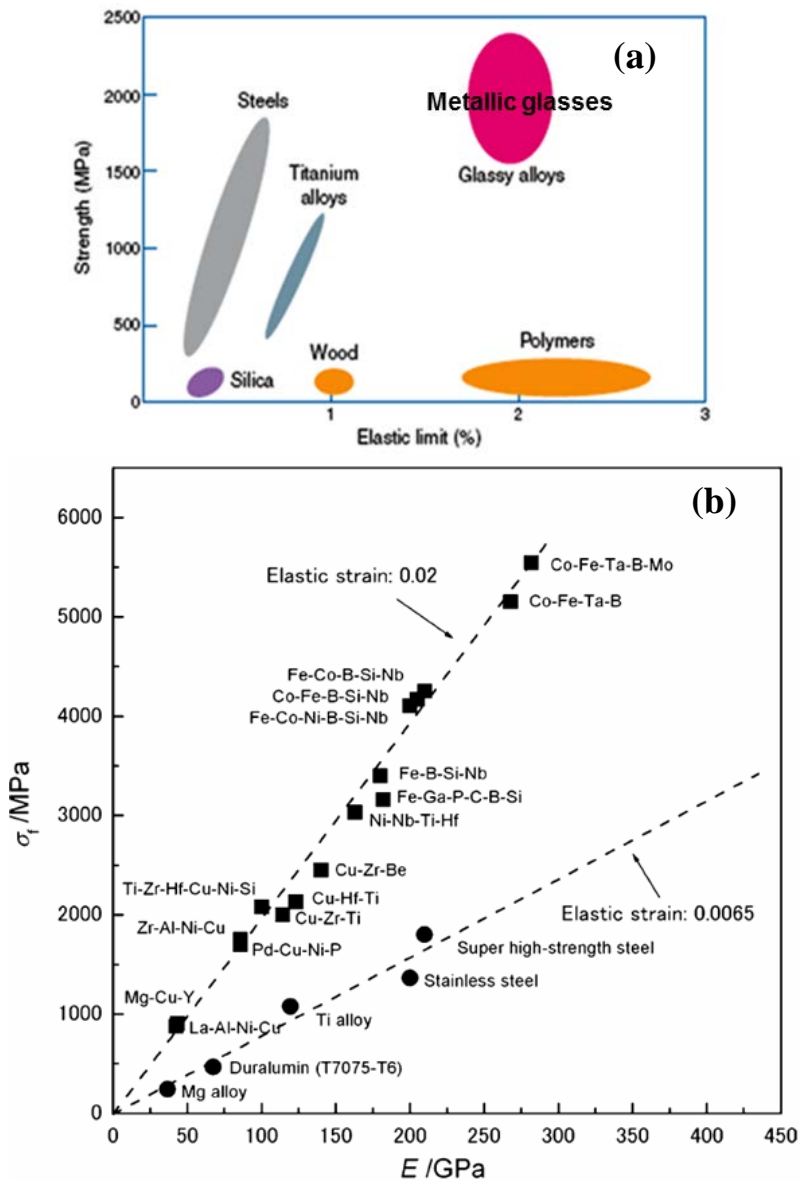 (a)
Strength (MPa)
2500
2000
1500
1000
500
0
Steels
Titanium
alloys
Metallic glasses
Glassy alloys
Silica
Wood
Polymers
1
2
3
Elastic limit (%)
(b)
σf /MPa
6000
5000
4000
3000
2000
1000
0
Elastic strain: 0.02
Co-Fe-Ta-B-Mo
Co-Fe-Ta-B
Fe-Co-B-Si-Nb
Co-Fe-B-Si-Nb
Fe-Co-Ni-B-Si-Nb
Fe-B-Si-Nb
Fe-Ga-P-C-B-Si
Ni-Nb-Ti-Hf
Cu-Zr-Be
Ti-Zr-Hf-Cu-Ni-Si
Cu-Hf-Ti
Cu-Zr-Ti
Zr-Al-Ni-Cu
Pd-Cu-Ni-P
Elastic strain: 0.0065
Super high-strength steel
Stainless steel
Mg-Cu-Y
La-Al-Ni-Cu
Ti alloy
Duralumin (T7075-T6)
Mg alloy
0
50
100
150
200
250
300
350
400
450
E /GPa